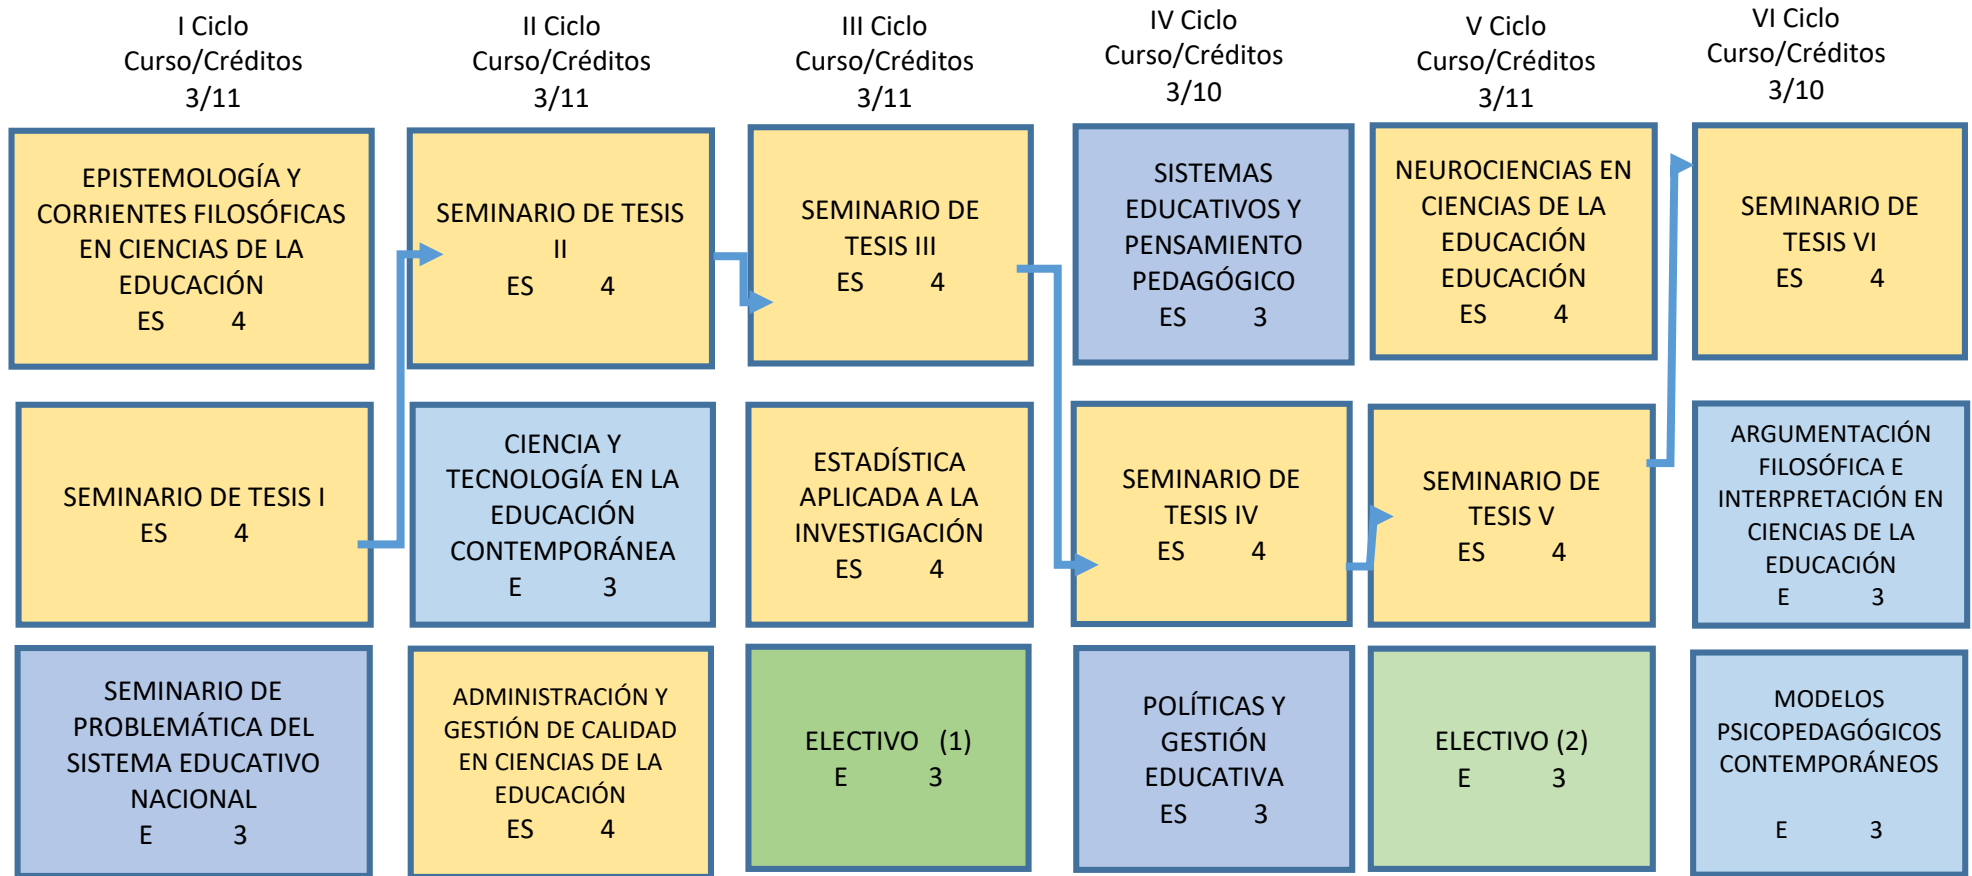 I Ciclo
Curso/Créditos
3/11
II Ciclo
Curso/Créditos
3/11
III Ciclo
Curso/Créditos
3/11
IV Ciclo
Curso/Créditos
3/10
V Ciclo
Curso/Créditos
3/11
VI Ciclo
Curso/Créditos
3/10
EPISTEMOLOGÍA Y
CORRIENTES FILOSÓFICAS
EN CIENCIAS DE LA
EDUCACIÓN
ES 4
SEMINARIO DE TESIS
II
ES 4
SEMINARIO DE
TESIS III
ES 4
SISTEMAS
EDUCATIVOS Y
PENSAMIENTO
PEDAGÓGICO
ES 3
NEUROCIENCIAS EN
CIENCIAS DE LA
EDUCACIÓN
EDUCACIÓN
ES 4
SEMINARIO DE
TESIS VI
ES 4
SEMINARIO DE TESIS I
ES 4
CIENCIA Y
TECNOLOGÍA EN LA
EDUCACIÓN
CONTEMPORÁNEA
E 3
ESTADÍSTICA
APLICADA A LA
INVESTIGACIÓN
ES 4
SEMINARIO DE
TESIS IV
ES 4
SEMINARIO DE
TESIS V
ES 4
ARGUMENTACIÓN
FILOSÓFICA E
INTERPRETACIÓN EN
CIENCIAS DE LA
EDUCACIÓN
E 3
SEMINARIO DE
PROBLEMÁTICA DEL
SISTEMA EDUCATIVO
NACIONAL
E 3
ADMINISTRACIÓN Y
GESTIÓN DE CALIDAD
EN CIENCIAS DE LA
EDUCACIÓN
ES 4
ELECTIVO (1)
E 3
POLÍTICAS Y
GESTIÓN
EDUCATIVA
ES 3
ELECTIVO (2)
E 3
MODELOS
PSICOPEDAGÓGICOS
CONTEMPORÁNEOS
E 3